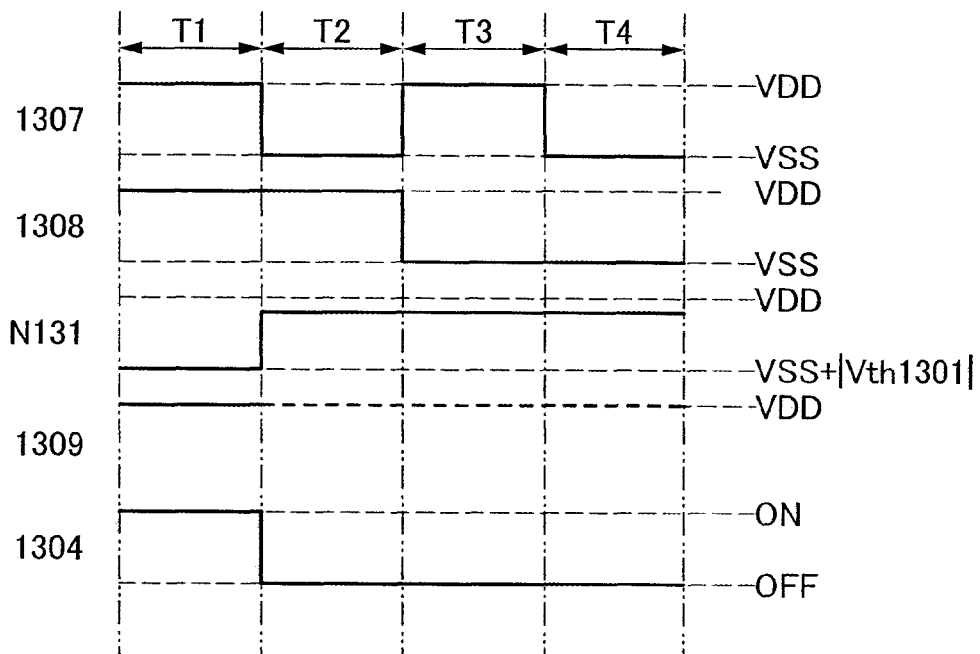 T1 T2 T3 T4
1307 VDD
VSS
1308 VDD
VSS
N131 VDD
VSS+|Vth1301|
1309 VDD
1304 ON
OFF